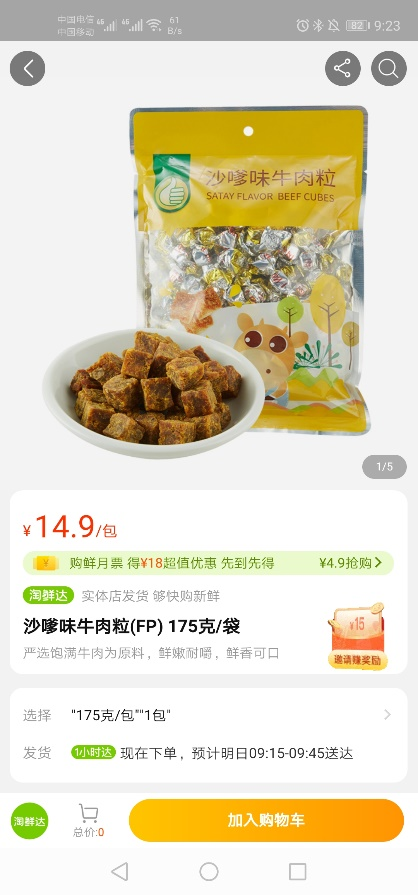 中国电信
中国移动
4G
4G
61
B/s
82
9:23
沙嗲味牛肉粒
SATAY FLAVOR BEEF CUBES
1/5
¥14.9/包
购鲜月票 得¥18超值优惠 先到先得 ¥4.9抢购
淘鲜达 实体店发货 够快购新鲜
沙嗲味牛肉粒(FP) 175克/袋
严选饱满牛肉为原料，鲜嫩耐嚼，鲜香可口
¥15
邀请赚奖励
选择 "175克/包""1包"
发货 1小时达 现在下单，预计明日09:15-09:45送达
淘鲜达
总价:0
加入购物车